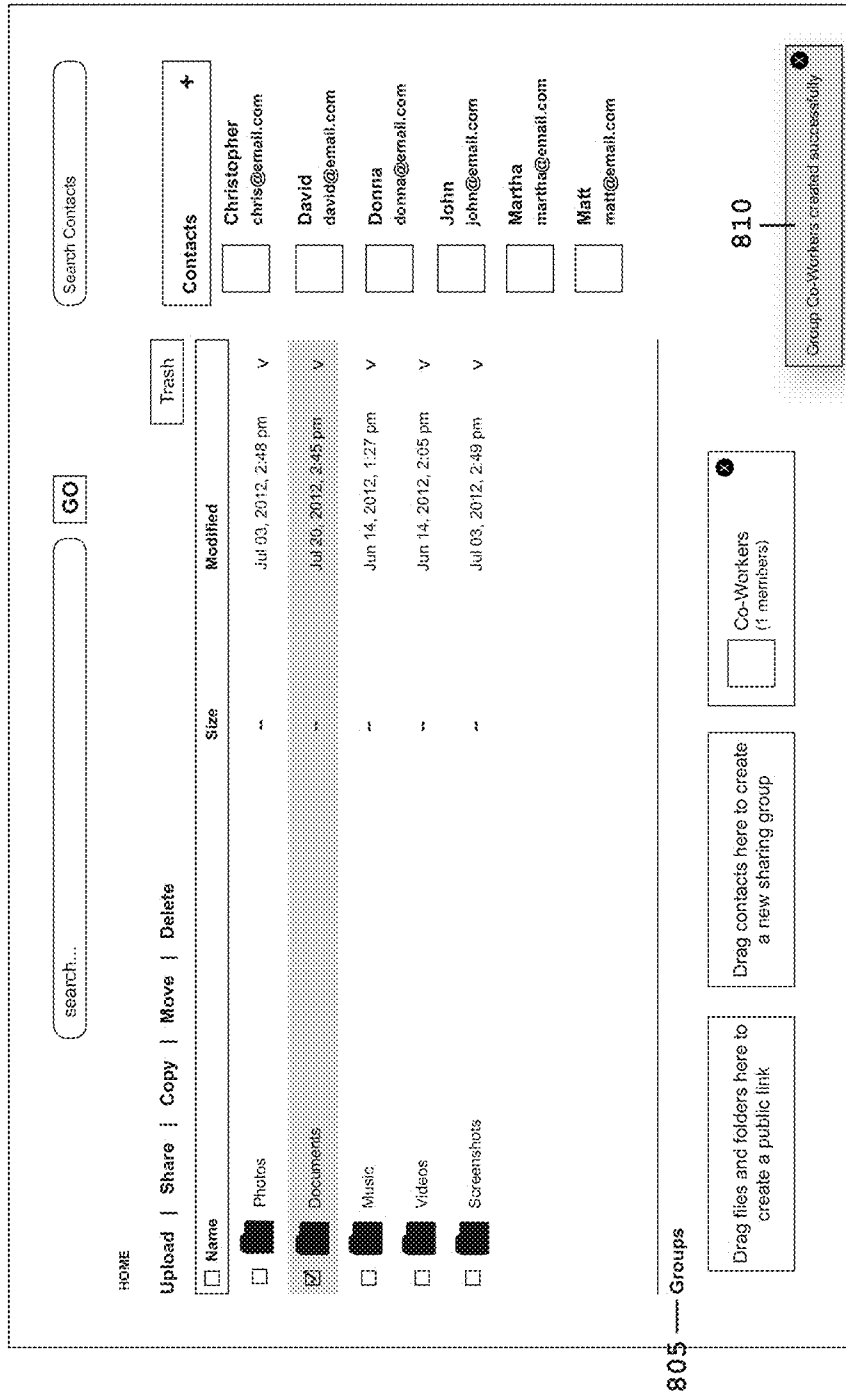 search...
GO
Search Contacts
HOME
Upload | Share | Copy | Move | Delete
Trash
Name Size Modified
Photos -- Jul 03, 2012, 2:48 pm v
Documents -- Jul 30, 2012, 3:45 pm v
Music -- Jun 14, 2012, 1:27 pm v
Videos -- Jun 14, 2012, 2:05 pm v
Screenshots -- Jul 03, 2012, 2:49 pm v
Contacts +
Christopher
chris@email.com
David
david@email.com
Donna
donna@email.com
John
john@email.com
Martha
martha@email.com
Matt
matt@email.com
805
Groups
Drag files and folders here to
create a public link
Drag contacts here to create
a new sharing group
Co-Workers
(1 members)
X
810
Group Co-Workers created successfully
X